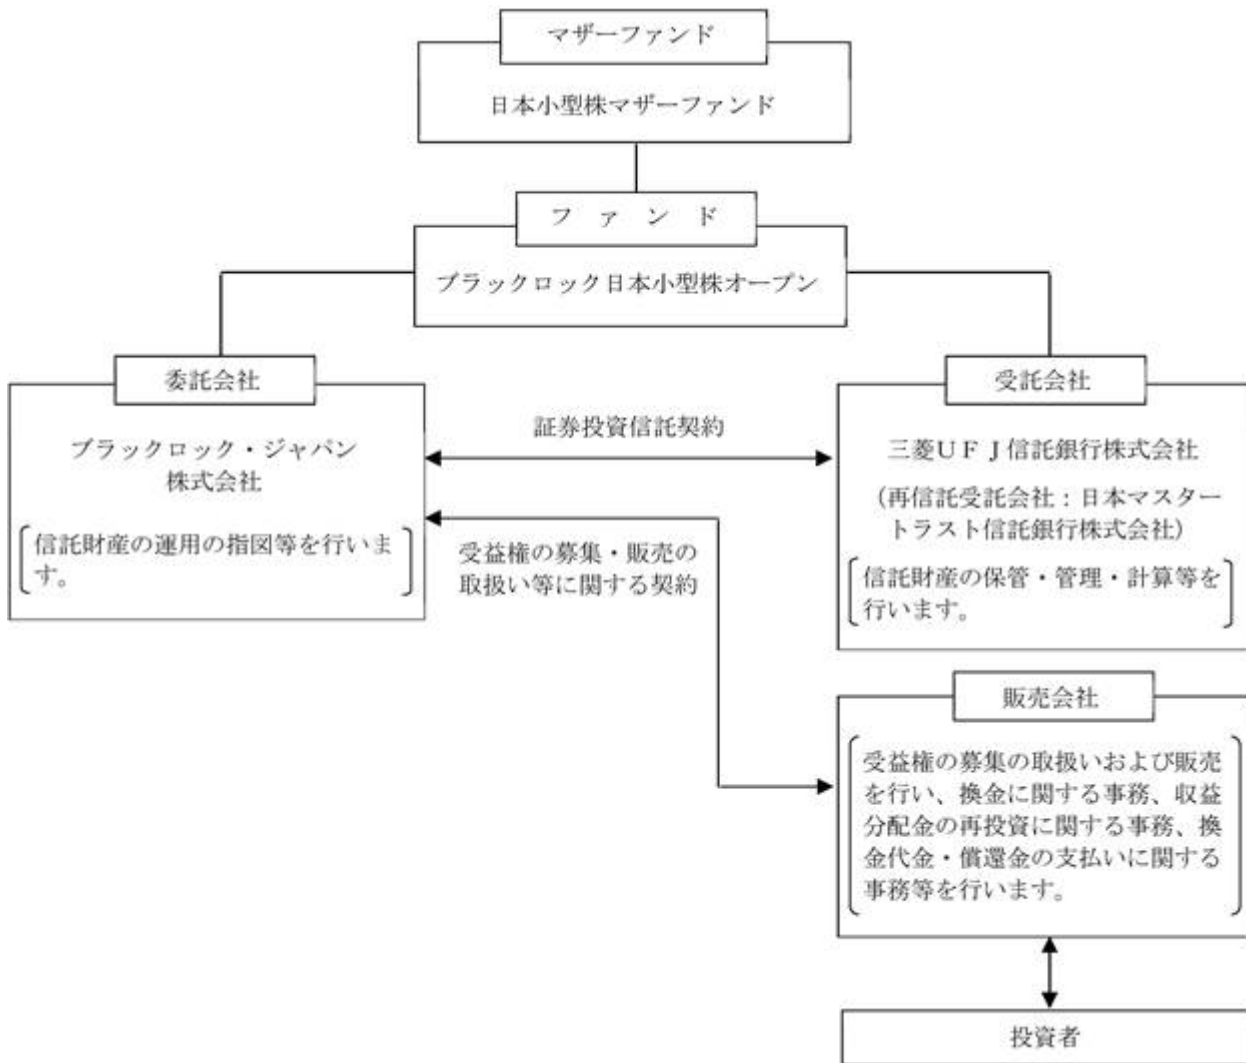 マザーファンド
日本小型株マザーファンド
ファンド
ブラックロック日本小型株オープン
委託会社
ブラックロック・ジャパン
株式会社
信託財産の運用の指図等を行いま
す。
証券投資信託契約
受益権の募集・販売の
取扱い等に関する契約
受託会社
三菱UFJ信託銀行株式会社
（再信託受託会社：日本マスター
トラスト信託銀行株式会社）
信託財産の保管・管理・計算等を
行います。
販売会社
受益権の募集の取扱いおよび販売
を行い、換金に関する事務、収益
分配金の再投資に関する事務、換
金代金・償還金の支払いに関する
事務等を行います。
投資者